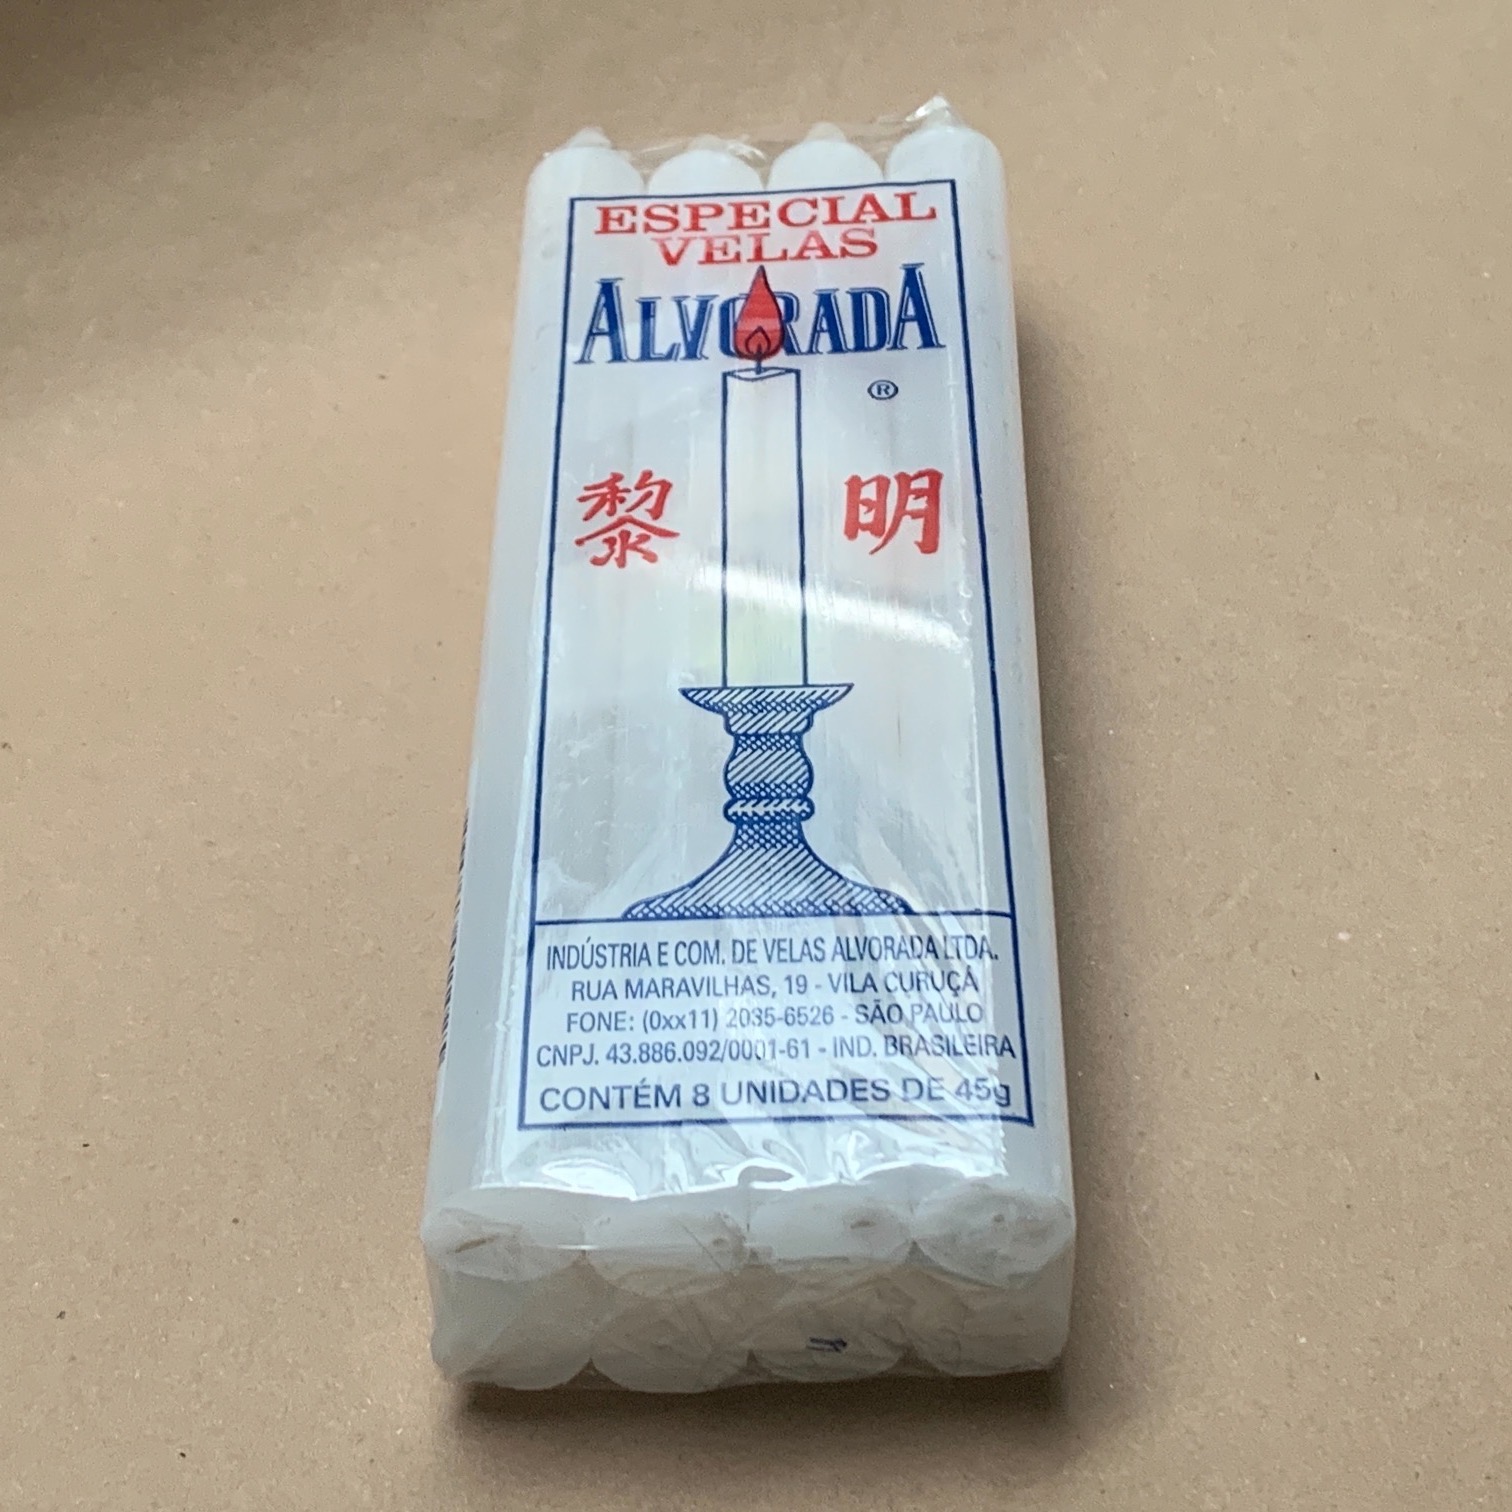 ESPECIAL
VELAS
ALVORADA
®
黎 明
INDÚSTRIA E COM. DE VELAS ALVORADA LTDA.
RUA MARAVILHAS, 19 - VILA CURUÇÁ
FONE: (0xx11) 2035-6526 - SÃO PAULO
CNPJ. 43.886.092/0001-61 - IND. BRASILEIRA
CONTÉM 8 UNIDADES DE 45g